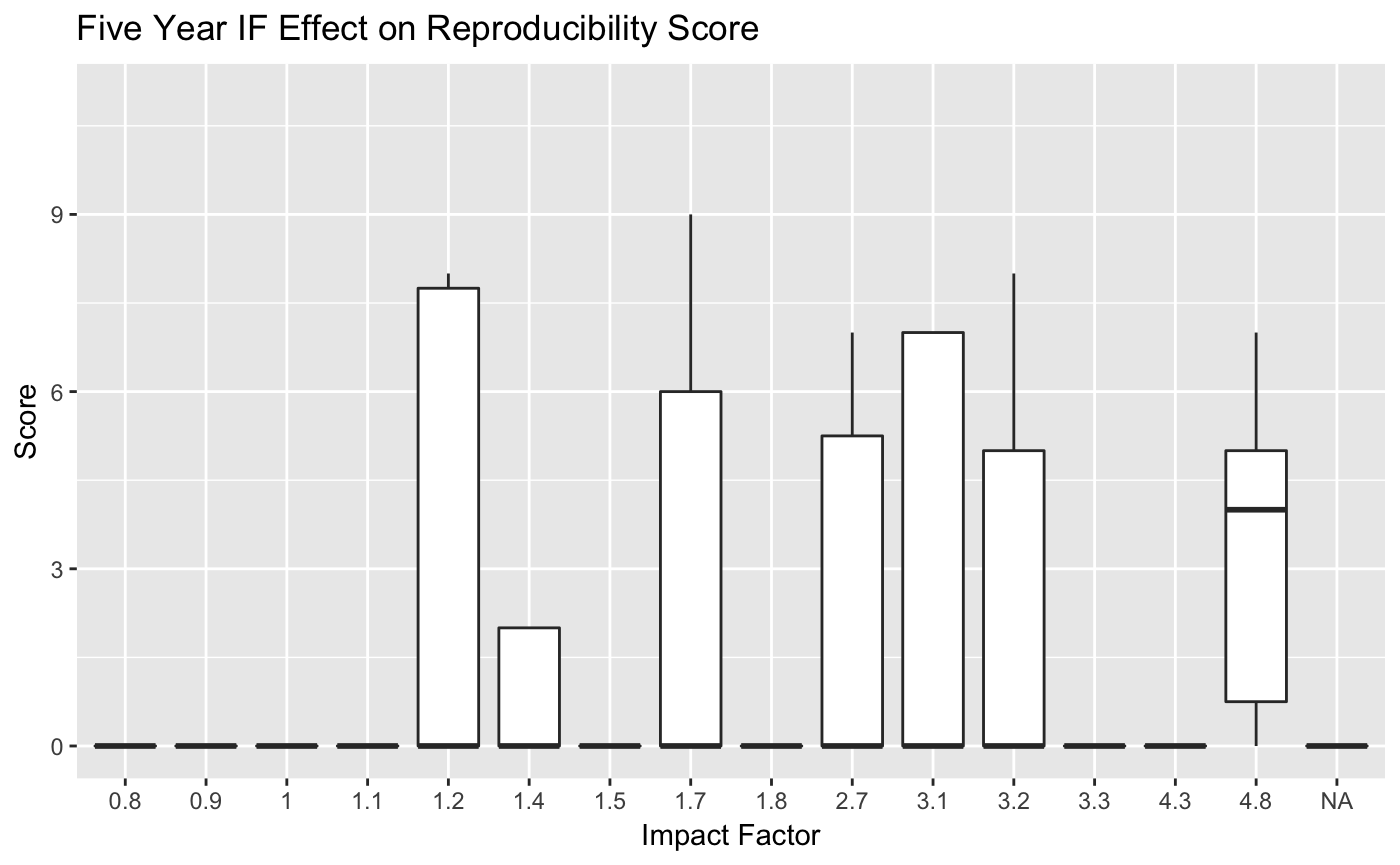 Five Year IF Effect on Reproducibility Score
Score
9
6
3
0
0.8 0.9 1 1.1 1.2 1.4 1.5 1.7 1.8 2.7 3.1 3.2 3.3 4.3 4.8 NA
Impact Factor